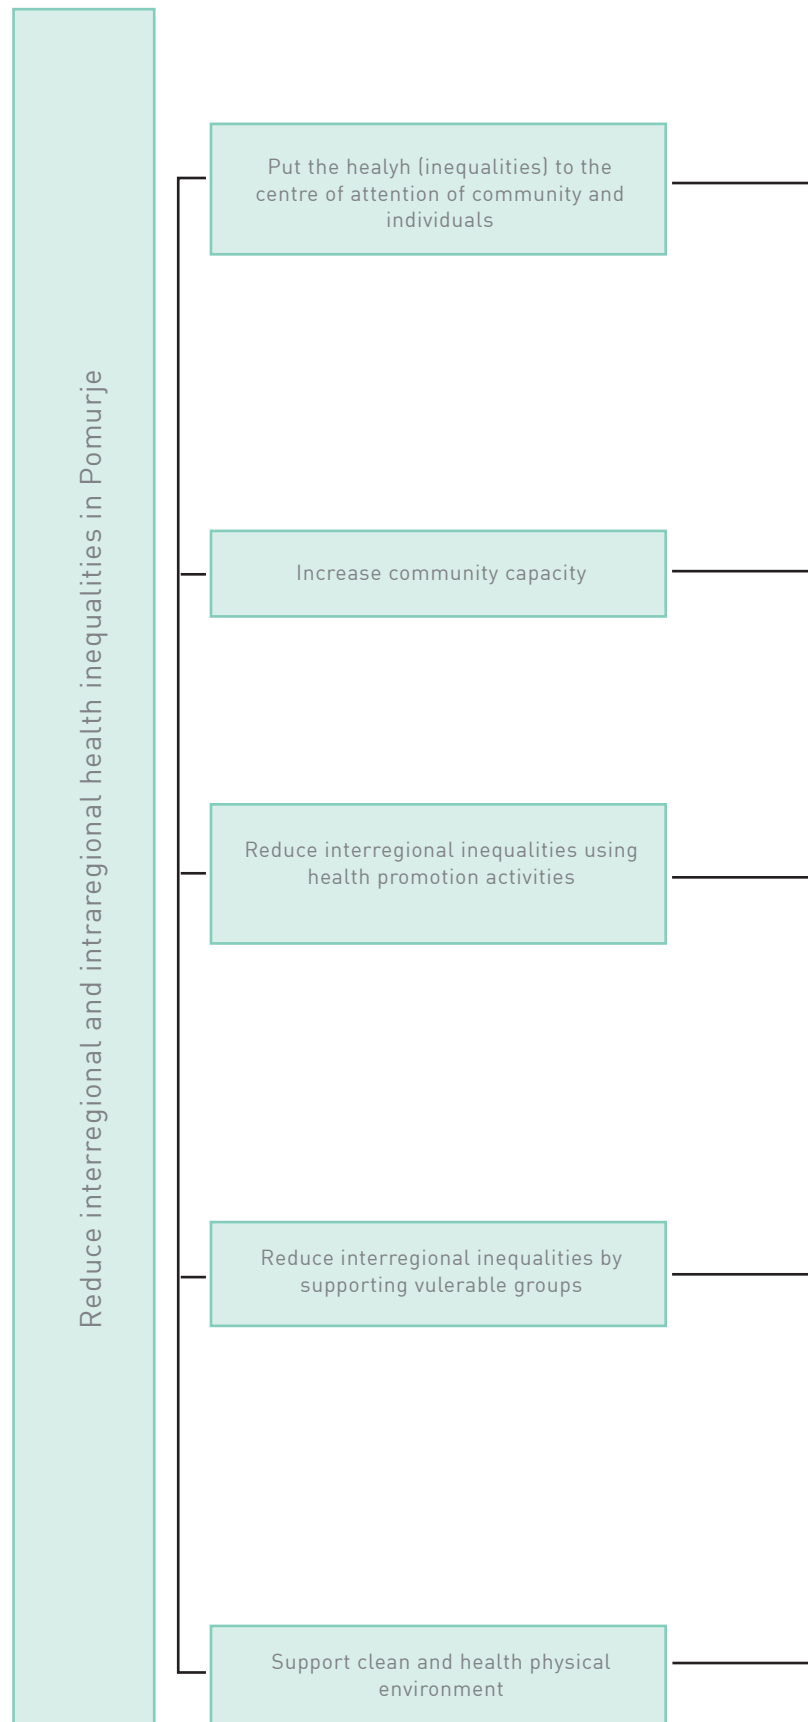 Reduce interregional and intraregional health inequalities in Pomurje
Put the healyh (inequalities) to the
centre of attention of community and
individuals
Increase community capacity
Reduce interregional inequalities using
health promotion activities
Reduce interregional inequalities by
supporting vulerable groups
Support clean and health physical
environment